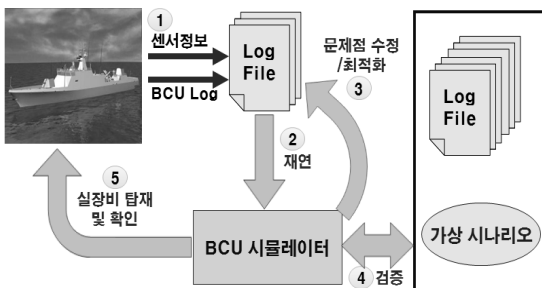 1
센서정보
BCU Log
Log
File
2
재연
문제점 수정
/최적화
3
Log
File
가상 시나리오
4 검증
BCU 시뮬레이터
5
실장비 탑재
및 확인